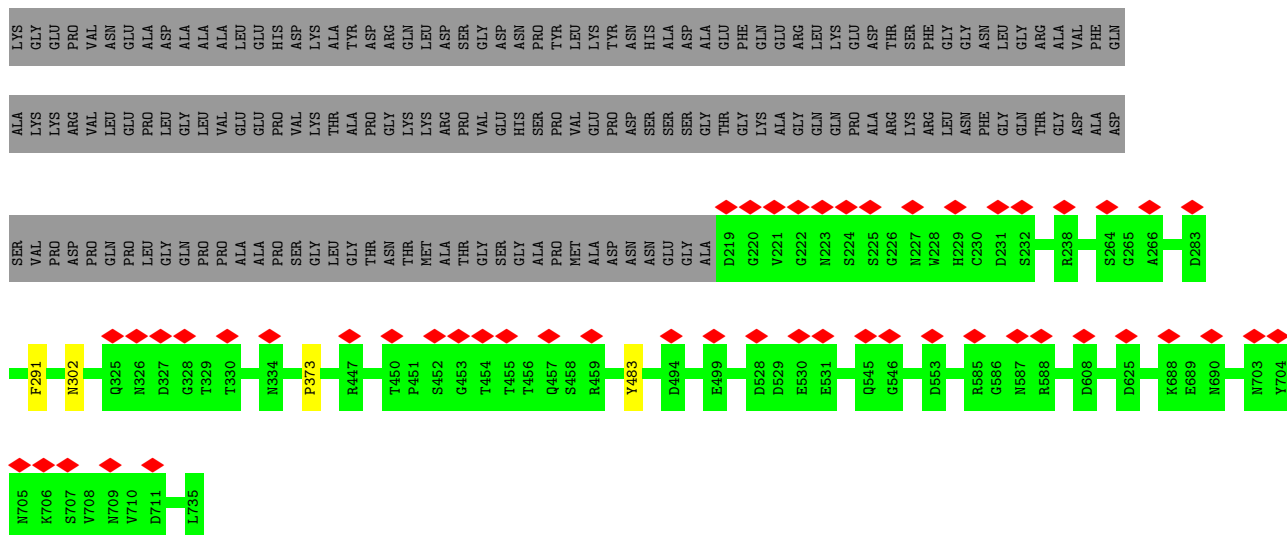 LYS GLY GLU PRO VAL ASN GLU ALA ASP ALA ALA ALA LEU GLU HIS ASP LYS ALA TYR ASP ARG GLN LEU ASP SER GLY ASP ASN PRO TYR LEU LYS TYR ASN HIS ALA ASP ALA GLU PHE GLN GLU ARG LEU LYS GLU ASP THR SER PHE GLY GLY ASN LEU GLY ARG ALA VAL PHE GLN
ALA LYS LYS ARG VAL LEU GLU PRO LEU GLY LEU VAL GLU GLU PRO VAL LYS THR ALA PRO GLY LYS LYS ARG PRO VAL GLU HIS SER PRO VAL GLU PRO ASP SER SER SER GLY THR GLY LYS ALA GLY GLN GLN PRO ALA ARG LYS ARG LEU ASN PHE GLY GLN THR GLY ASP ALA ASP
SER VAL PRO ASP PRO GLN PRO LEU GLY GLN PRO PRO ALA ALA PRO SER GLY LEU GLY THR ASN THR MET ALA THR GLY SER GLY ALA PRO MET ALA ASP ASN ASN GLU GLY ALA D219 G220 V221 G222 N223 S224 S225 G226 N227 W228 H229 C230 D231 S232 R238 S264 G265 A266 D283
F291 N302 Q325 N326 D327 G328 T329 T330 N334 P373 R447 T450 P451 S452 G453 T454 T455 T456 Q457 S458 R459 Y483 D494 E499 D528 D529 E530 E531 Q545 G546 D553 R585 G586 N587 R588 D608 D625 K688 E689 N690 N703 Y704
N705 K706 S707 V708 N709 V710 D711 L735